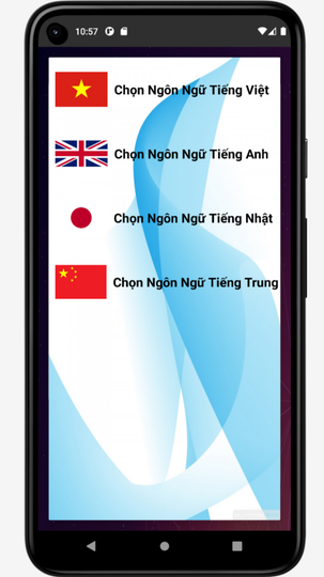 10:57
Chọn Ngôn Ngữ Tiếng Việt
Chọn Ngôn Ngữ Tiếng Anh
Chọn Ngôn Ngữ Tiếng Nhật
Chọn Ngôn Ngữ Tiếng Trung